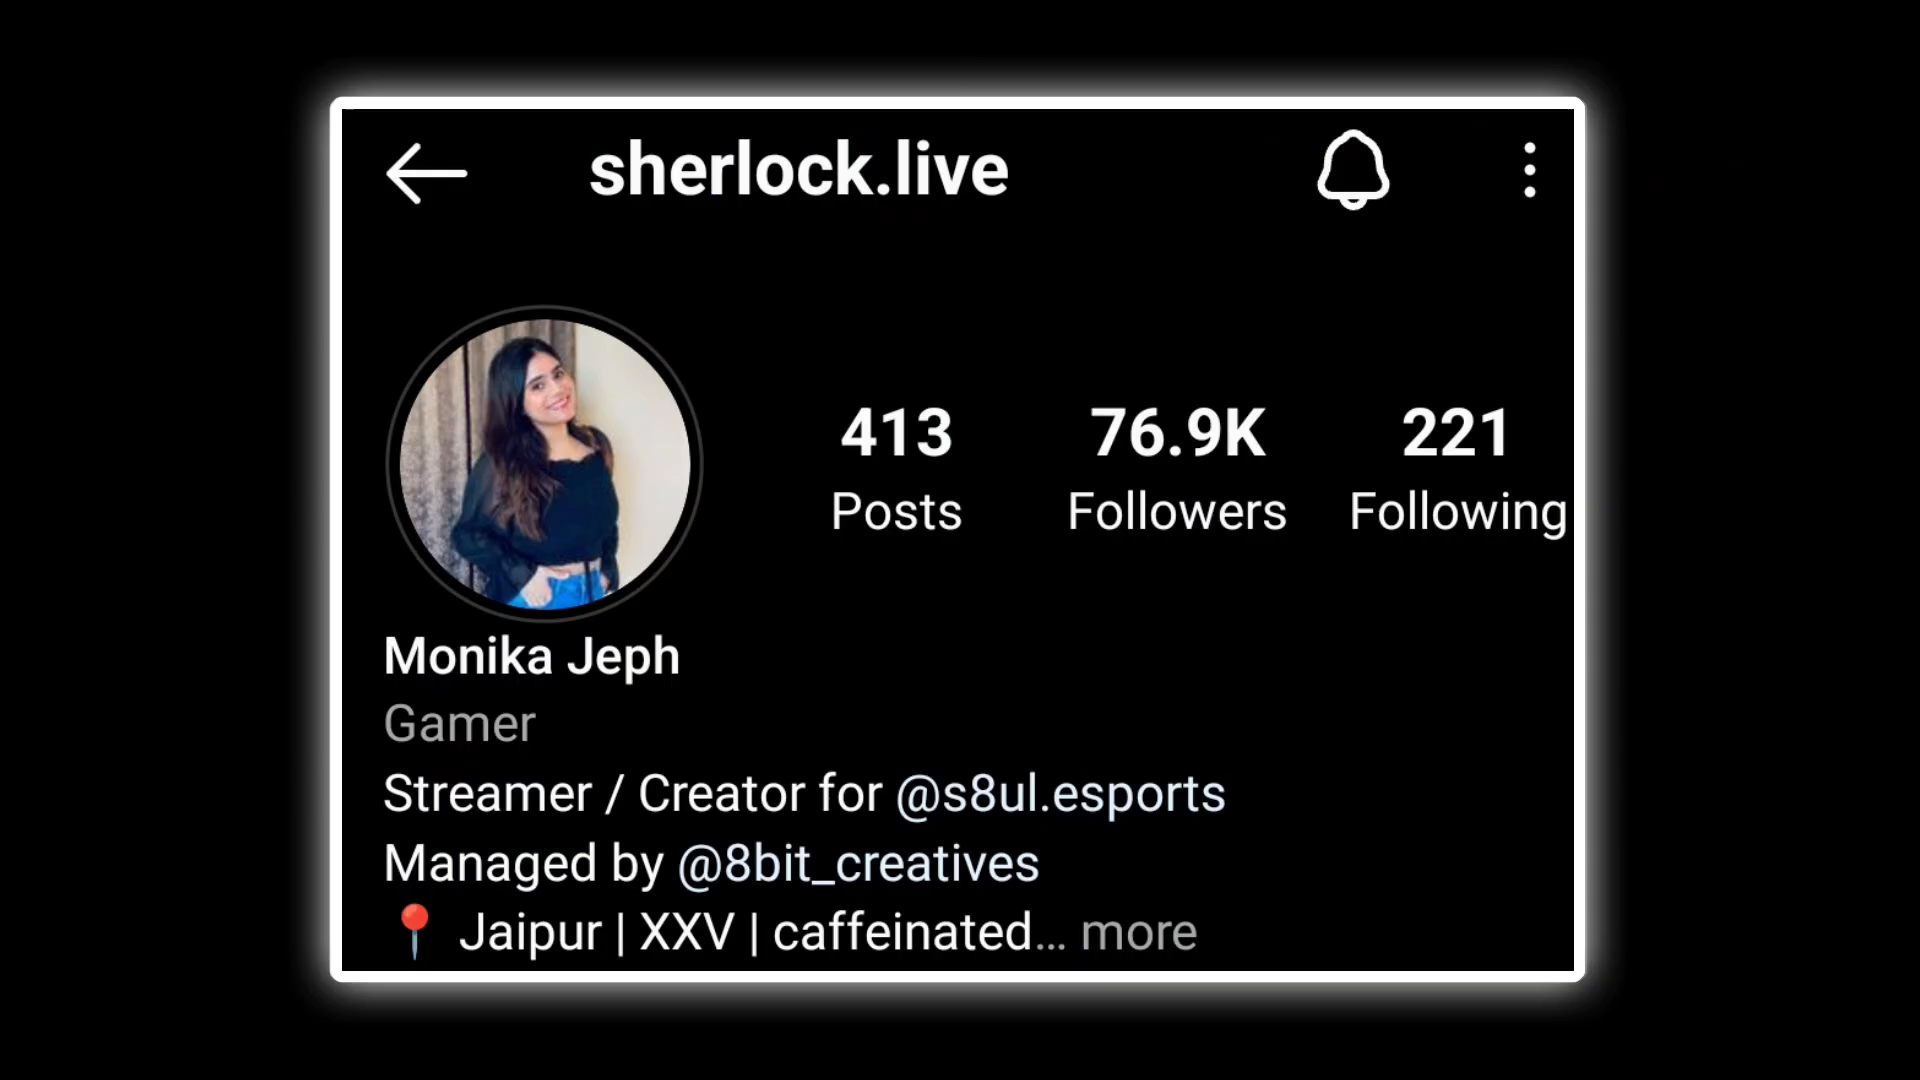 sherlock.live
413 76.9K 221
Posts Followers Following
Monika Jeph
Gamer
Streamer / Creator for @s8ul.esports
Managed by @8bit_creatives
📍 Jaipur | XXV | caffeinated... more